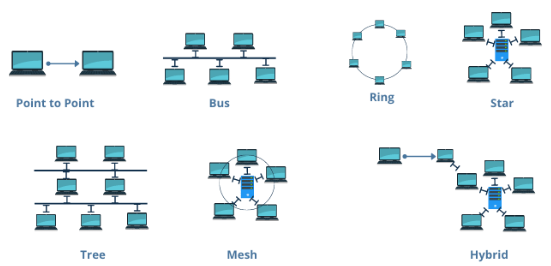 Point to Point
Bus
Ring
Star
Tree
Mesh
Hybrid